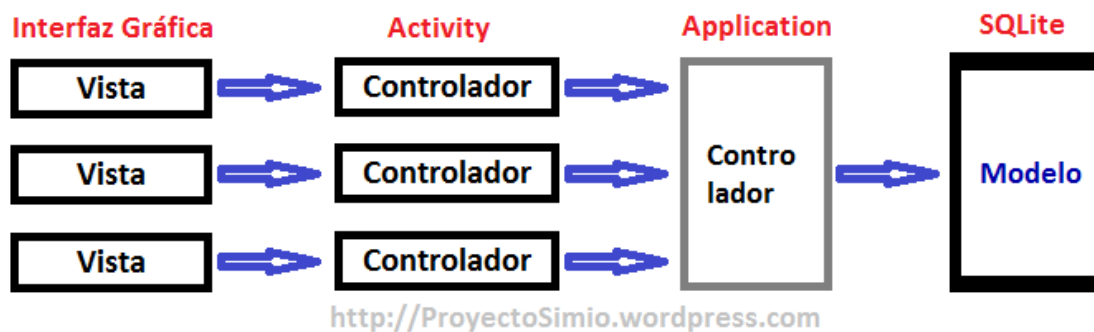 Interfaz Gráfica
Activity
Application
SQLite
Vista
Controlador
Vista
Controlador
Vista
Controlador
Contro
lador
Modelo
http://ProyectoSimio.wordpress.com